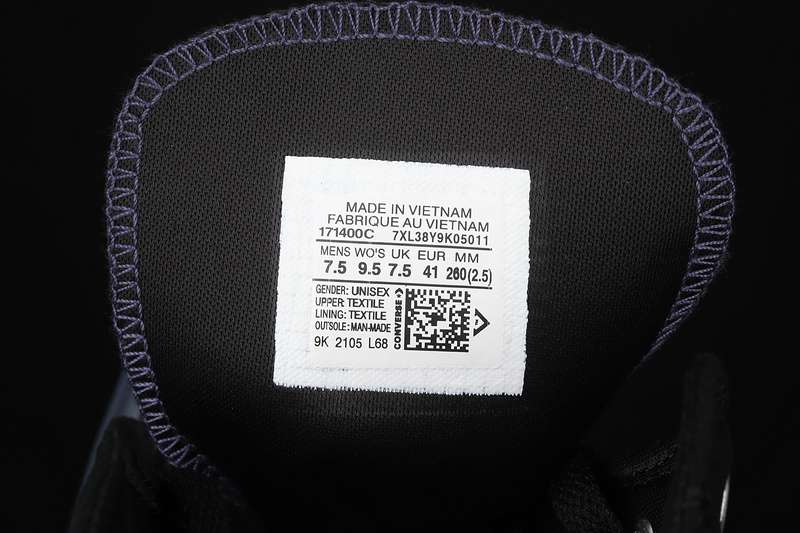 MADE IN VIETNAM
FABRIQUE AU VIETNAM
171400C 7XL38Y9K05011
MENS WO'S UK EUR MM
7.5 9.5 7.5 41 260(2.5)
GENDER: UNISEX
UPPER: TEXTILE
LINING: TEXTILE
OUTSOLE: MAN-MADE
9K 2105 L68
CONVERSE